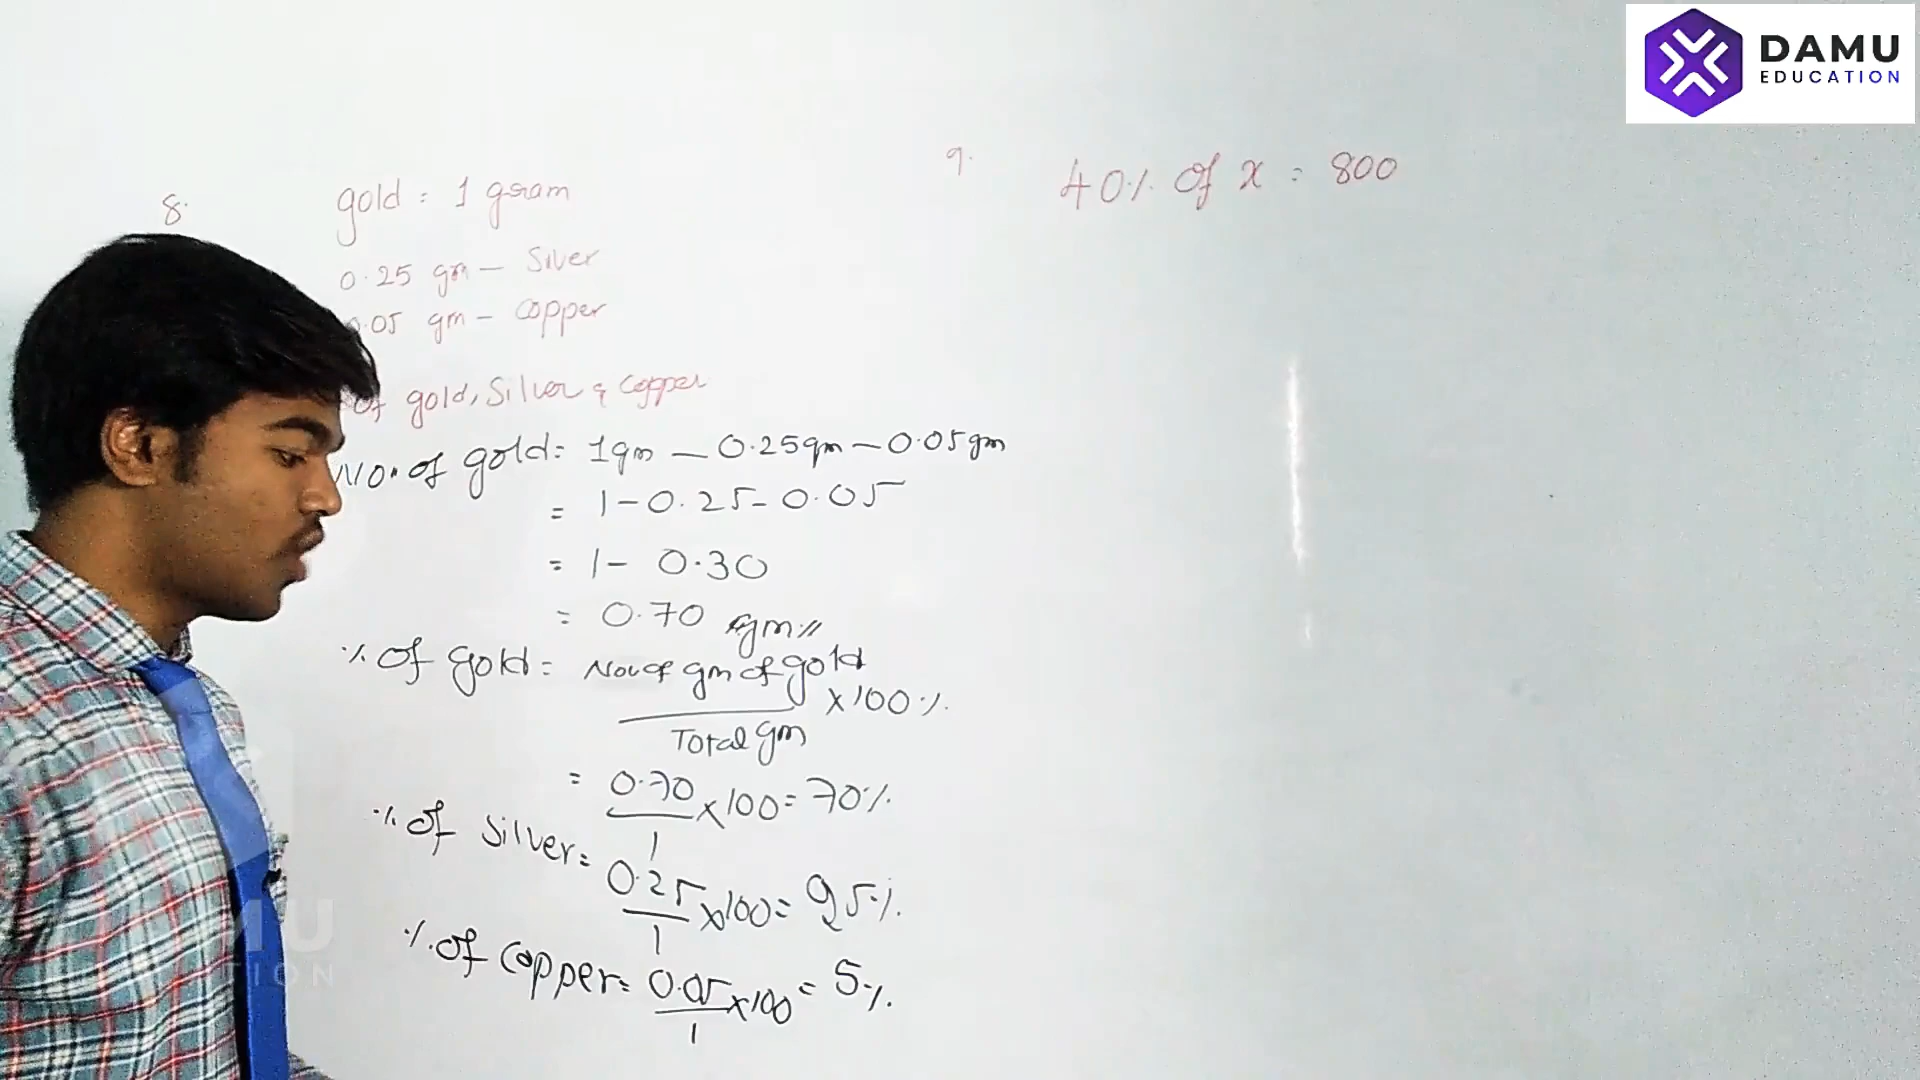 DAMU
EDUCATION
8.
gold = 1 gram
0.25 gm — Silver
0.05 gm — Copper
of gold, Silver & Copper
No. of gold = 1gm — 0.25gm — 0.05gm
= 1 - 0.25 - 0.05
= 1 - 0.30
= 0.70 gm //
% of gold = No. of gm of gold
x 100 %
Total gm
= 0.70 x 100 = 70 %
1
% of Silver = 0.25 x 100 = 25 %
1
% of Copper = 0.05 x 100 = 5 %
1
9.
40% of x = 800